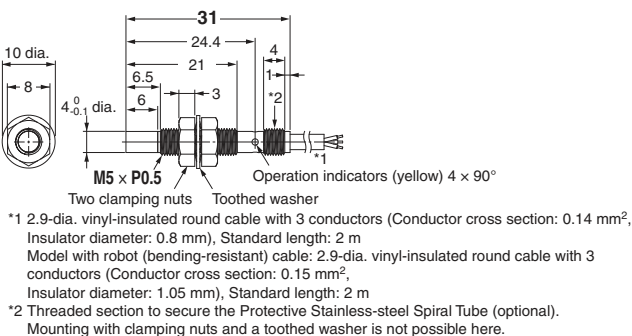 31
24.4
4
10 dia.
21
1
6.5
8
3
*2
4 0 -0.1 dia.
6
*1
M5 × P0.5
Operation indicators (yellow) 4 × 90°
Two clamping nuts
Toothed washer
*1 2.9-dia. vinyl-insulated round cable with 3 conductors (Conductor cross section: 0.14 mm²,
Insulator diameter: 0.8 mm), Standard length: 2 m
Model with robot (bending-resistant) cable: 2.9-dia. vinyl-insulated round cable with 3
conductors (Conductor cross section: 0.15 mm²,
Insulator diameter: 1.05 mm), Standard length: 2 m
*2 Threaded section to secure the Protective Stainless-steel Spiral Tube (optional).
Mounting with clamping nuts and a toothed washer is not possible here.